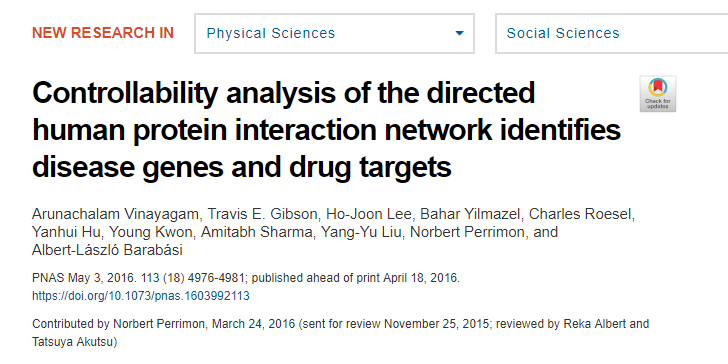 NEW RESEARCH IN
Physical Sciences
Social Sciences
Controllability analysis of the directed
human protein interaction network identifies
disease genes and drug targets
Check for
updates
Arunachalam Vinayagam, Travis E. Gibson, Ho-Joon Lee, Bahar Yilmazel, Charles Roesel,
Yanhui Hu, Young Kwon, Amitabh Sharma, Yang-Yu Liu, Norbert Perrimon, and
Albert-László Barabási
PNAS May 3, 2016. 113 (18) 4976-4981; published ahead of print April 18, 2016.
https://doi.org/10.1073/pnas.1603992113
Contributed by Norbert Perrimon, March 24, 2016 (sent for review November 25, 2015; reviewed by Reka Albert and
Tatsuya Akutsu)